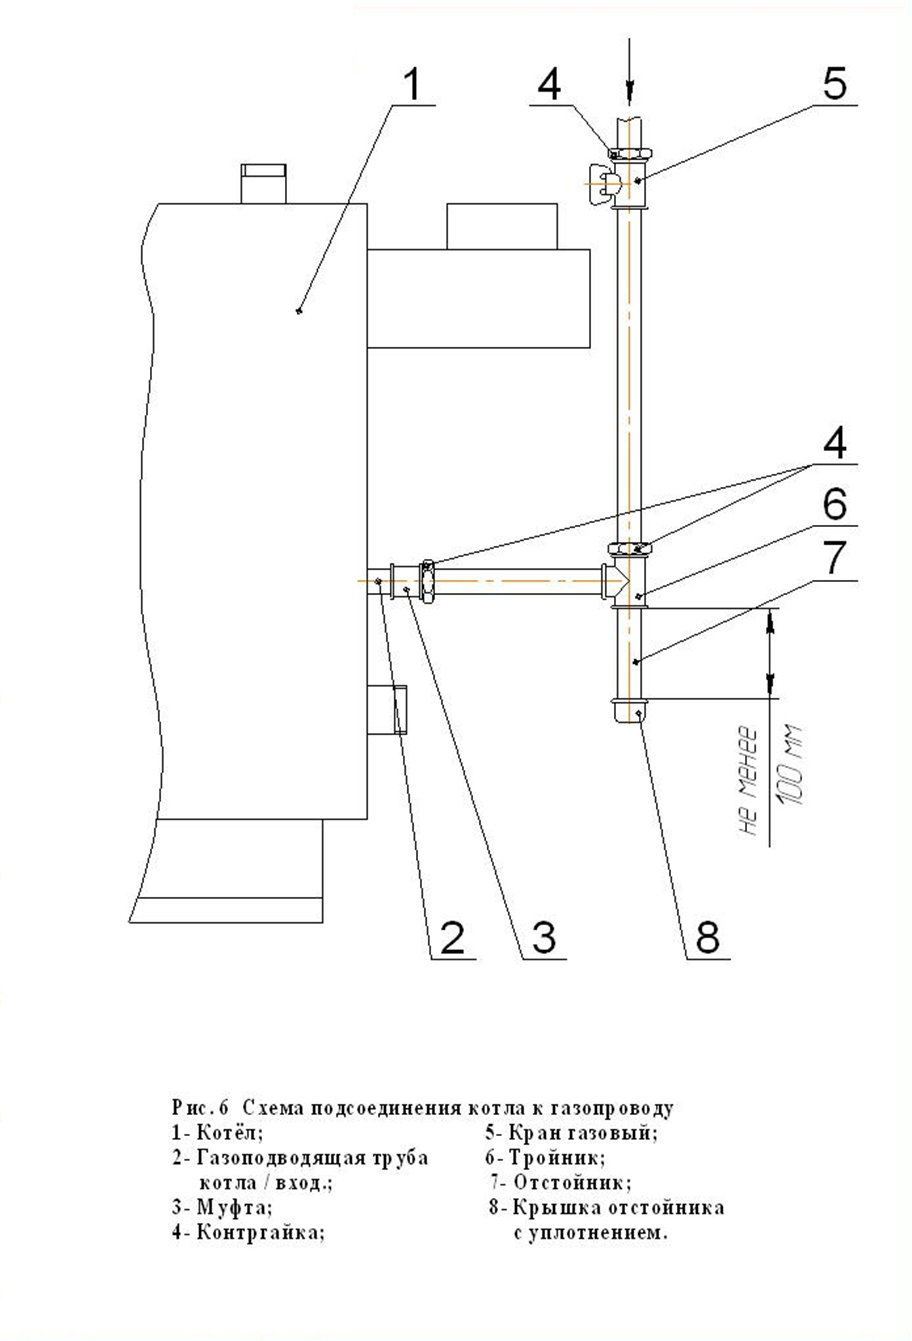 1
4
5
4
6
7
не менее
100 мм
2
3
8
Рис.6 Схема подсоединения котла к газопроводу
1- Котёл;
2- Газоподводящая труба
котла / вход.;
3- Муфта;
4- Контргайка;
5- Кран газовый;
6- Тройник;
7- Отстойник;
8- Крышка отстойника
с уплотнением.